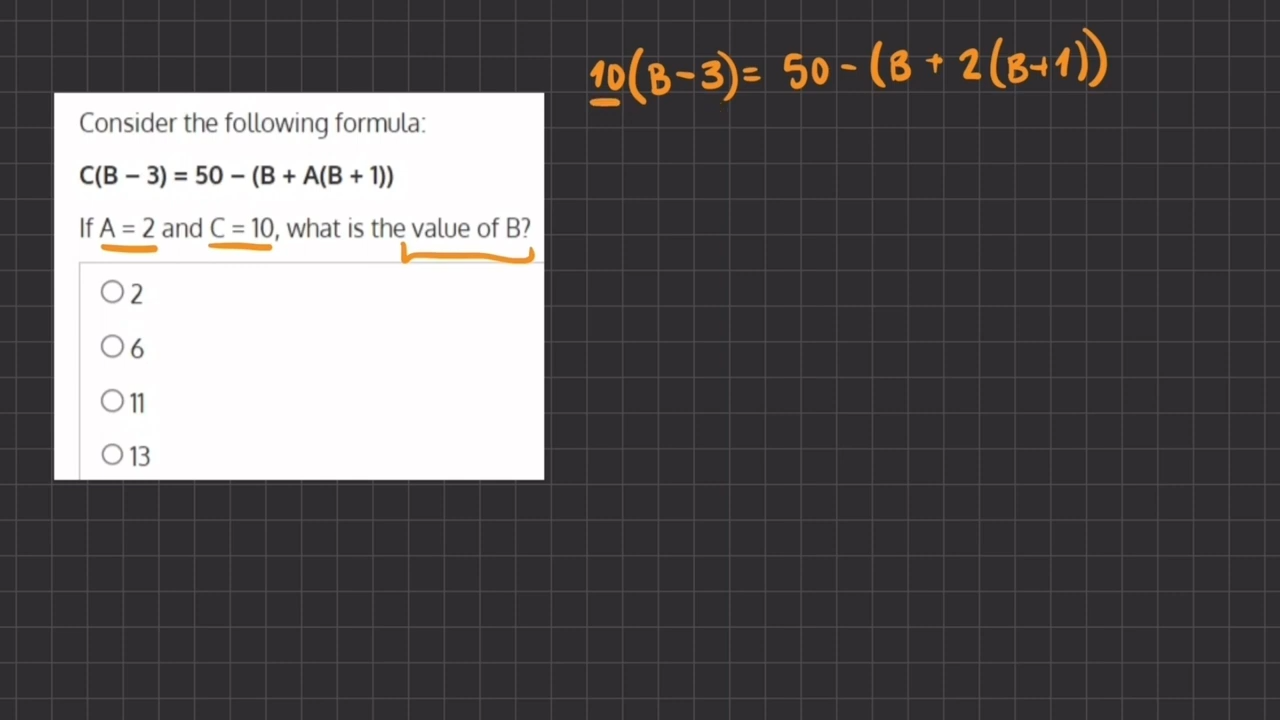 10(B-3)= 50-(B + 2(B+1))
Consider the following formula:
C(B – 3) = 50 – (B + A(B + 1))
If A = 2 and C = 10, what is the value of B?
2
6
11
13